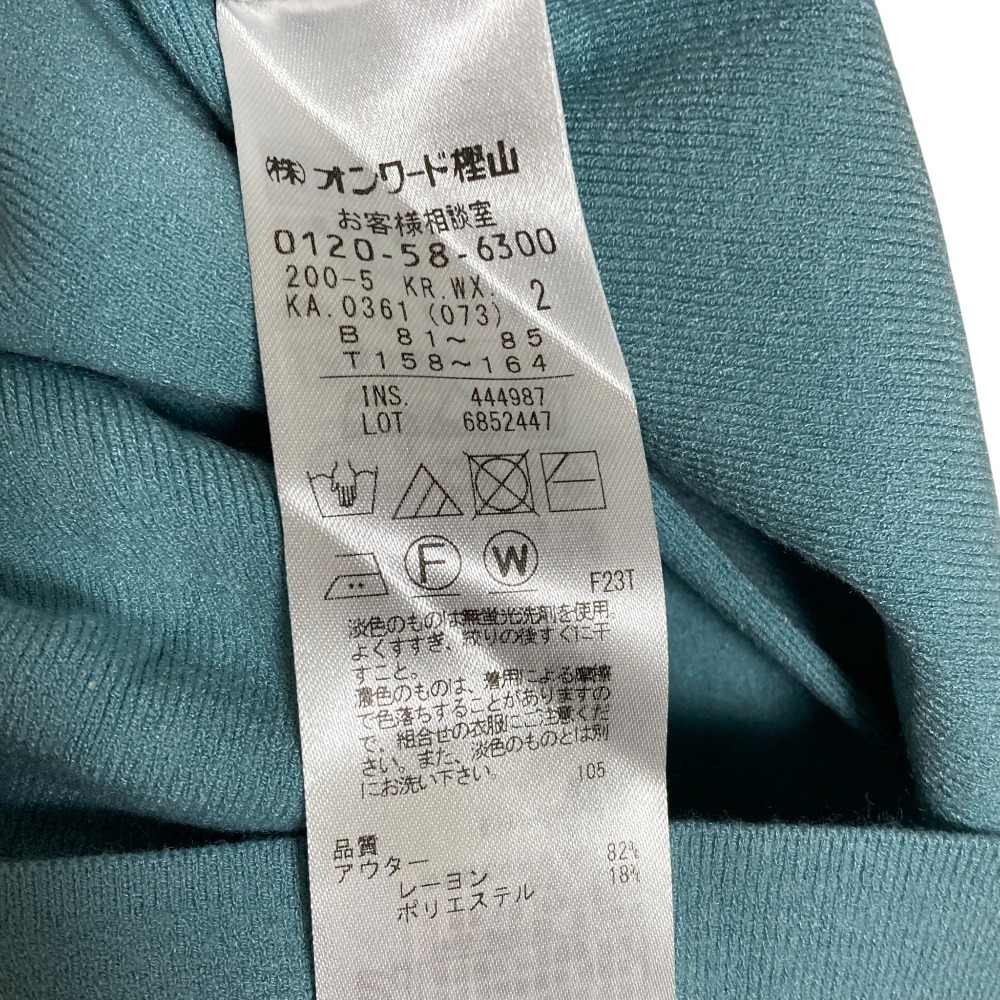 ㈱オンワード樫山
お客様相談室
0120-58-6300
200-5 KR.WX. 2
KA.0361 (073)
B 81～ 85
T158～164
INS. 444987
LOT 6852447
F W F23T
淡色のものは無蛍光洗剤を使用
よくすすぎ、絞りの後すぐに干
すこと。
濃色のものは、着用による摩擦
で色落ちすることがありますの
で、組合せの衣服にご注意くだ
さい。また、淡色のものとは別
にお洗い下さい。 105
品質
アウター
レーヨン 82%
ポリエステル 18%